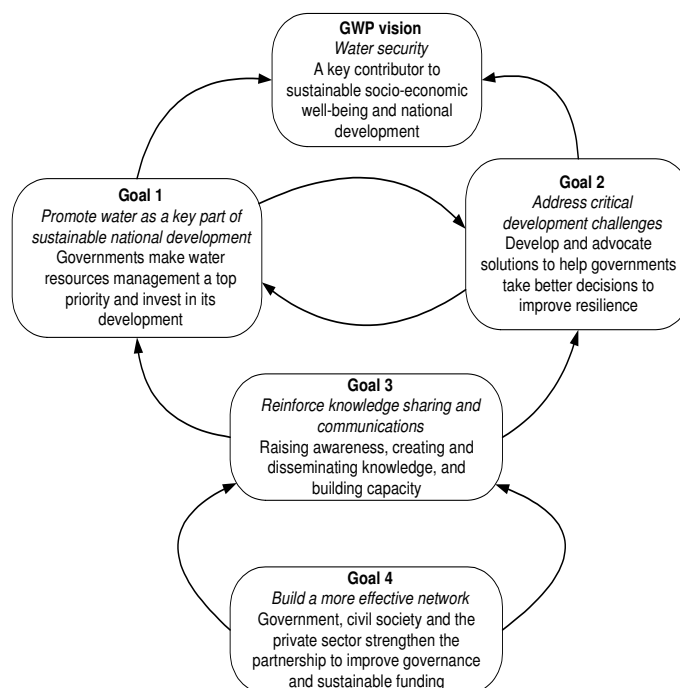 GWP vision
Water security
A key contributor to
sustainable socio-economic
well-being and national
development
Goal 1
Promote water as a key part of
sustainable national development
Governments make water
resources management a top
priority and invest in its
development
Goal 2
Address critical
development challenges
Develop and advocate
solutions to help governments
take better decisions to
improve resilience
Goal 3
Reinforce knowledge sharing and
communications
Raising awareness, creating and
disseminating knowledge, and
building capacity
Goal 4
Build a more effective network
Government, civil society and the
private sector strengthen the
partnership to improve governance
and sustainable funding